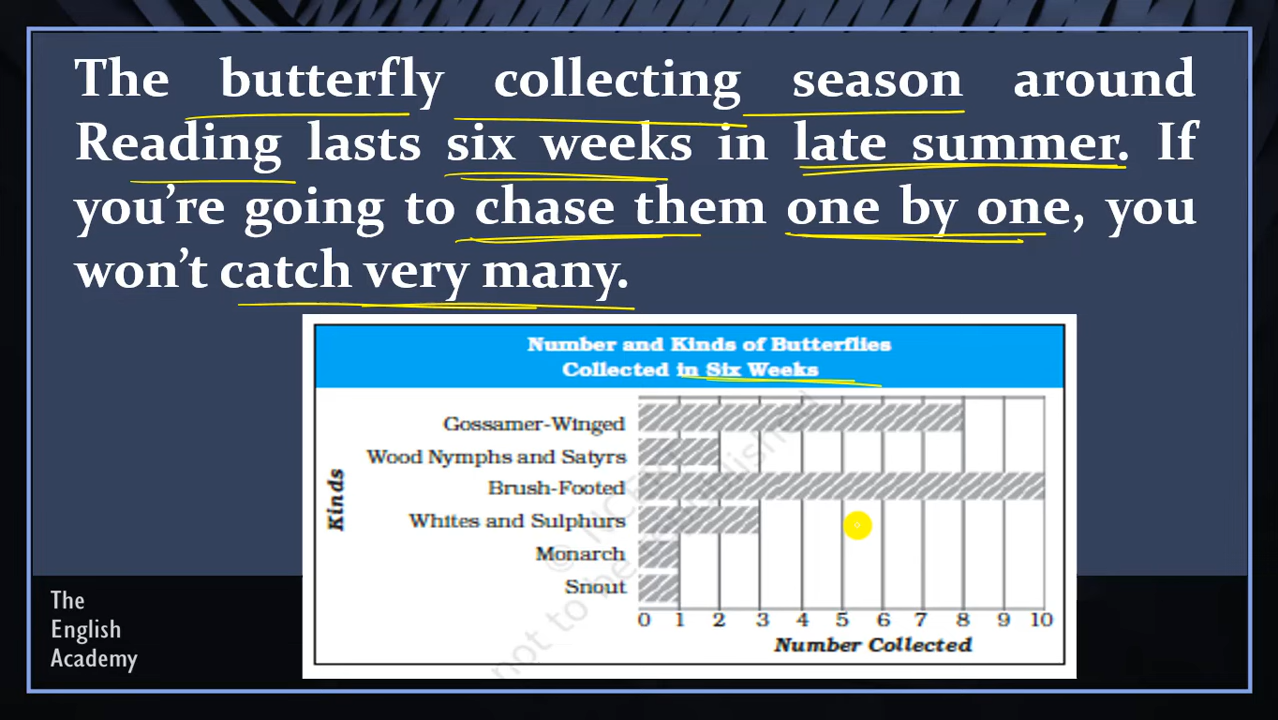 The butterfly collecting season around
Reading lasts six weeks in late summer. If
you’re going to chase them one by one, you
won’t catch very many.
Number and Kinds of Butterflies
Collected in Six Weeks
Kinds
Gossamer-Winged
Wood Nymphs and Satyrs
Brush-Footed
Whites and Sulphurs
Monarch
Snout
0 1 2 3 4 5 6 7 8 9 10
Number Collected
The
English
Academy